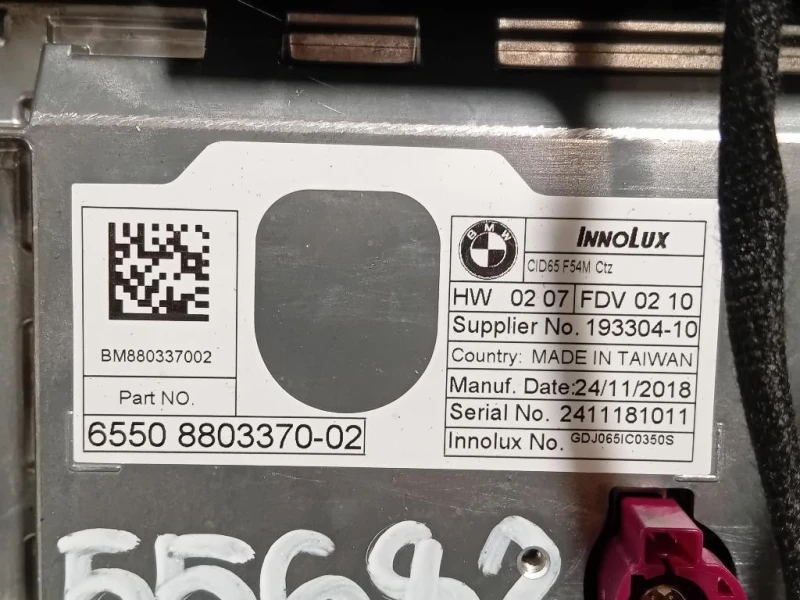 BMW
INNOLUX
CID65 F54M Ctz
HW 02 07 FDV 02 10
Supplier No. 193304-10
Country: MADE IN TAIWAN
Manuf. Date:24/11/2018
Serial No. 2411181011
Innolux No. GDJ065IC0350S
BM880337002
Part NO.
6550 8803370-02
55682